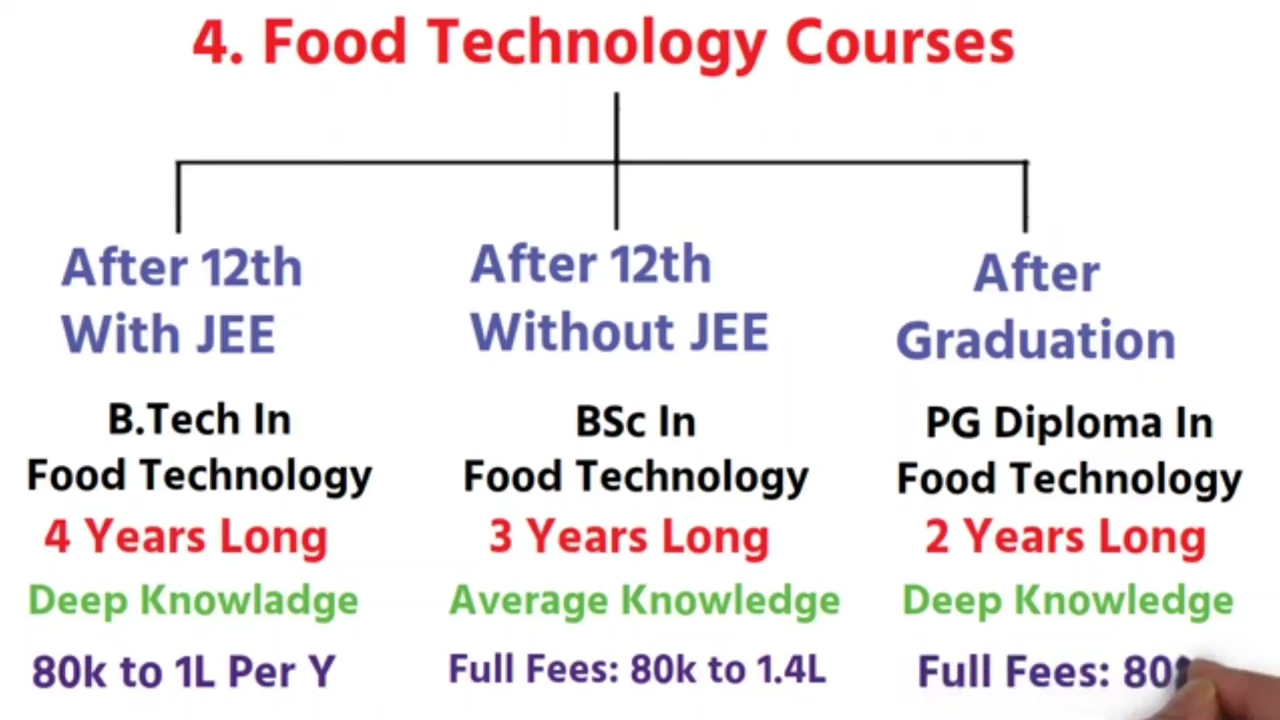 4. Food Technology Courses
After 12th
With JEE
B.Tech In
Food Technology
4 Years Long
Deep Knowladge
80k to 1L Per Y
After 12th
Without JEE
BSc In
Food Technology
3 Years Long
Average Knowledge
Full Fees: 80k to 1.4L
After
Graduation
PG Diploma In
Food Technology
2 Years Long
Deep Knowledge
Full Fees: 80